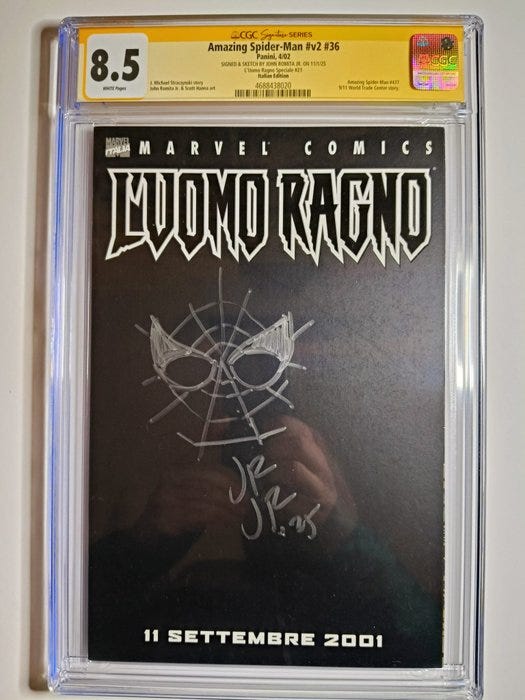 CGC Signature SERIES
8.5
WHITE Pages
Amazing Spider-Man #v2 #36
Panini, 4/02
SIGNED & SKETCH BY JOHN ROMITA JR. ON 11/1/25
L'Uomo Ragno Speciale #21
Italian Edition
4688438020
J. Michael Straczynski story
John Romita Jr. & Scott Hanna art
Amazing Spider-Man #477
9/11 World Trade Center story.
CGC
MARVEL ITALIA
MARVEL COMICS
L'UOMO RAGNO
JR
JR. 25
11 SETTEMBRE 2001